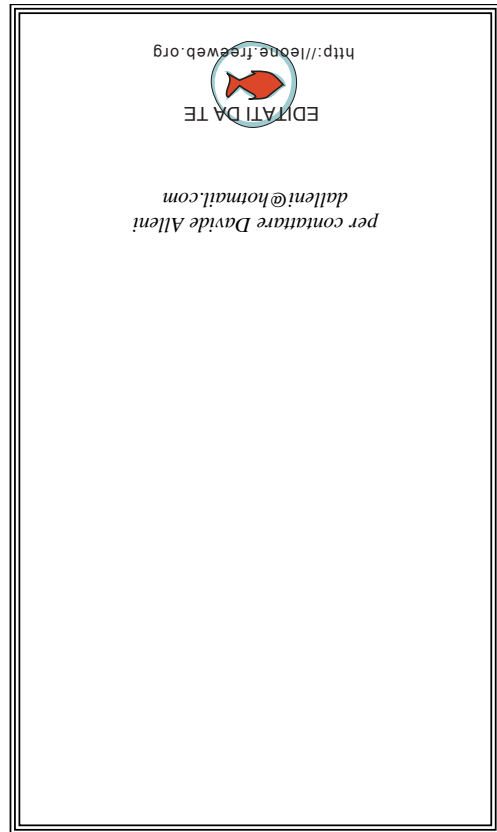 per contattare Davide Alleni
dalleni@hotmail.com
EDITATI DA TE
http://leone.freeweb.org